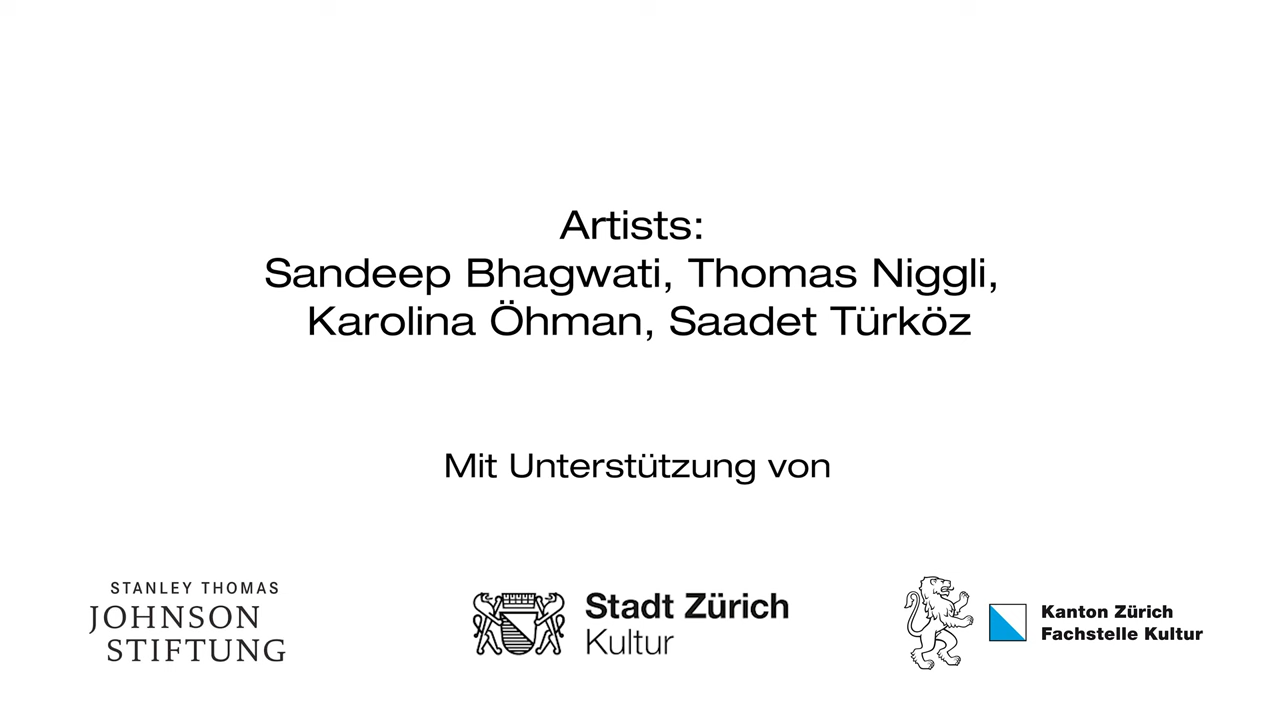 Artists:
Sandeep Bhagwati, Thomas Niggli,
Karolina Öhman, Saadet Türköz
Mit Unterstützung von
STANLEY THOMAS
JOHNSON
STIFTUNG
Stadt Zürich
Kultur
Kanton Zürich
Fachstelle Kultur